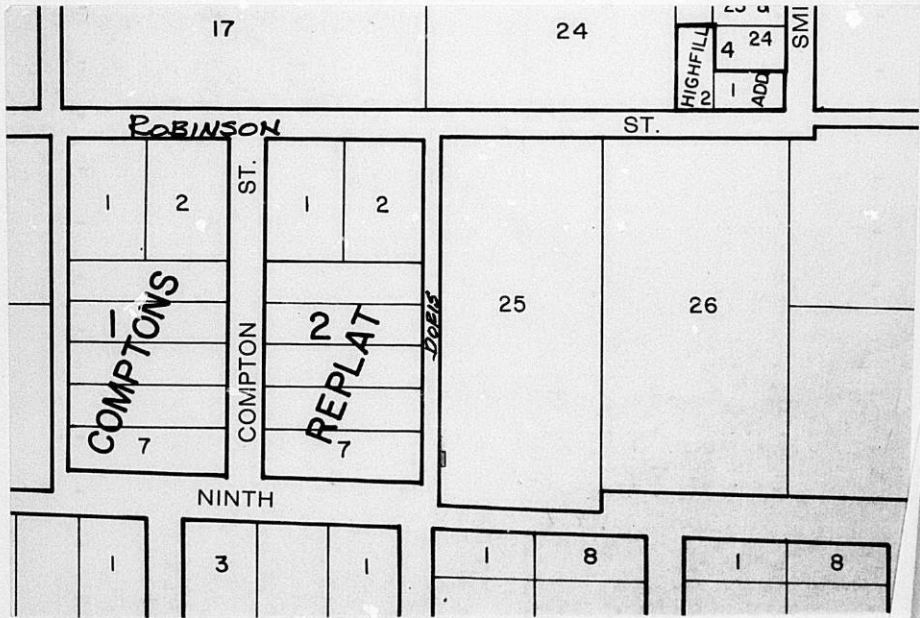 17
24
23 &
4 24
SMI
HIGHFILL
2
1
ADD
ROBINSON
ST.
1
2
ST.
1
2
1
COMPTONS
2
REPLAT
DOBIS
25
26
COMPTON
7
7
NINTH
1
3
1
1
8
1
8